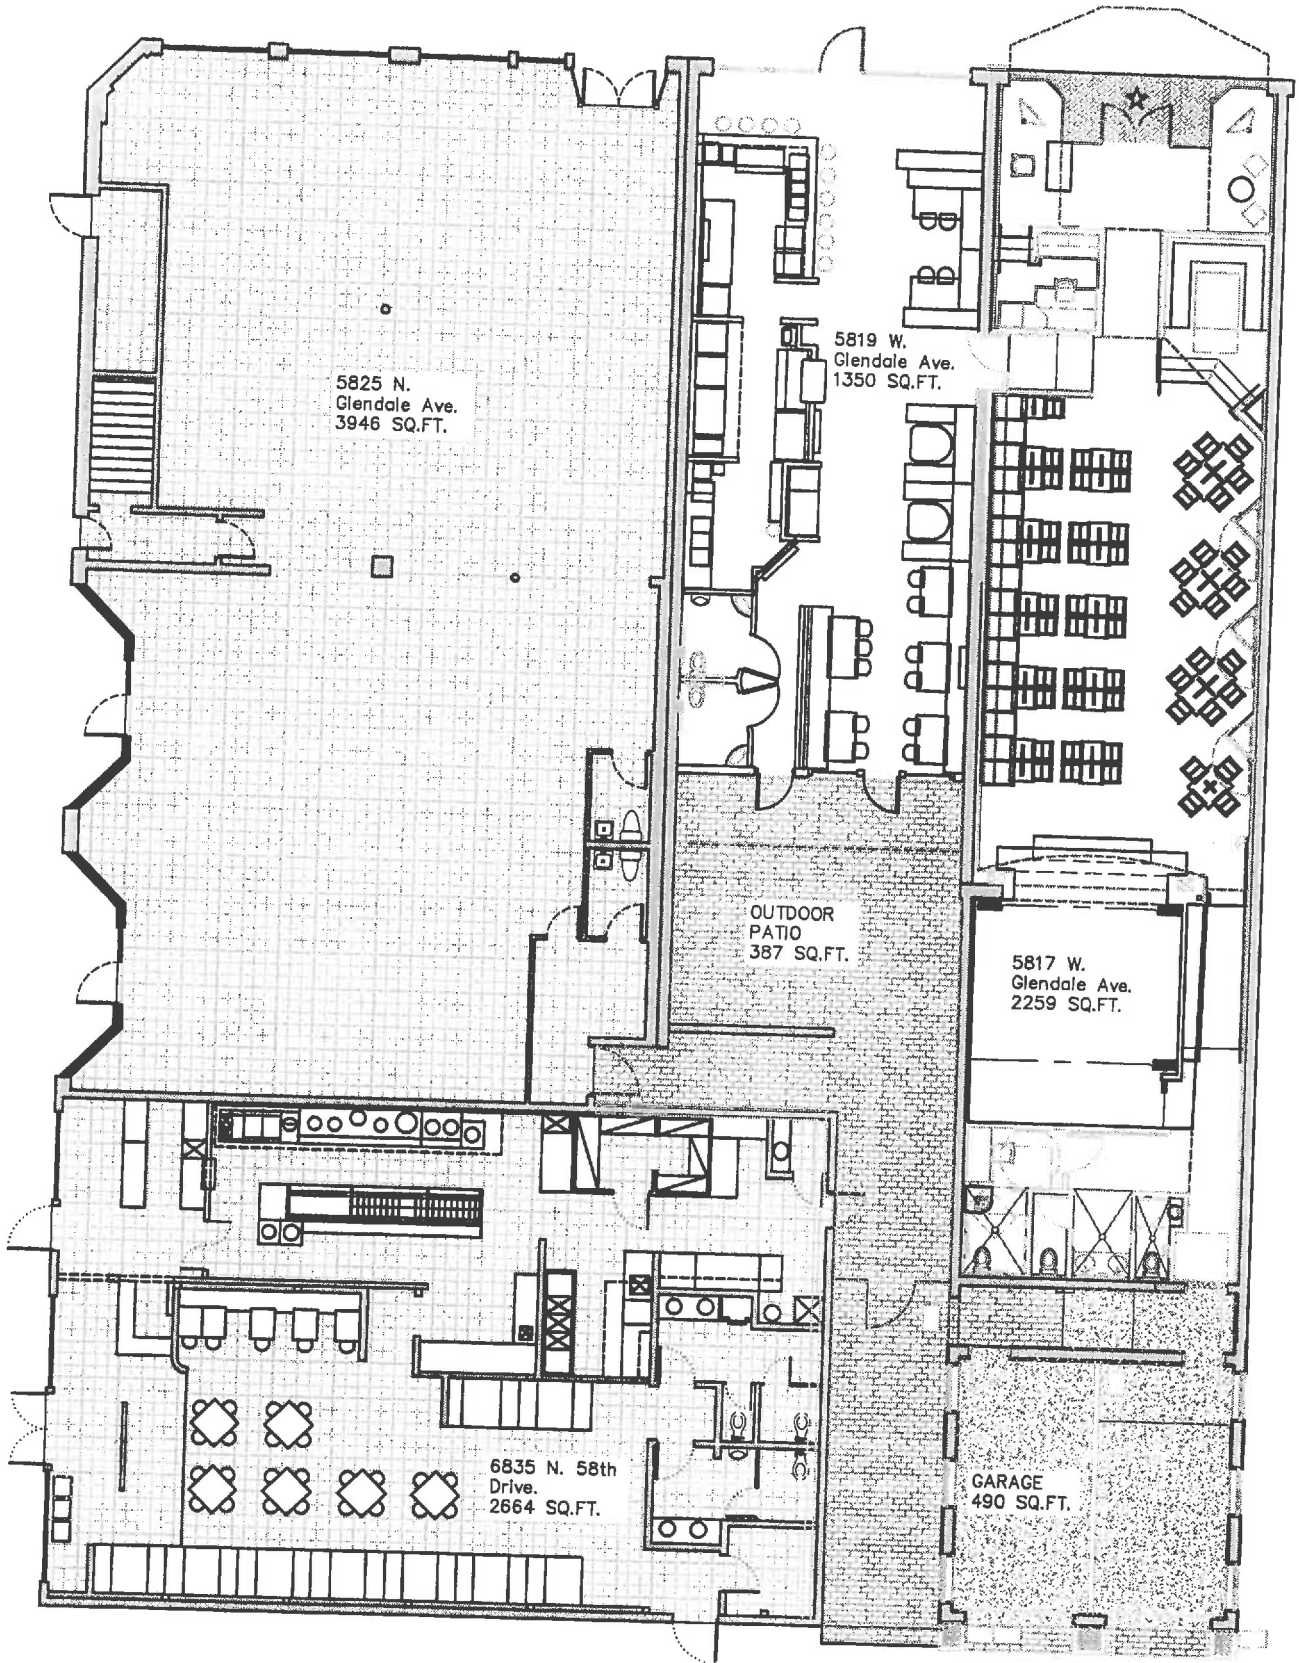 5825 N.
Glendale Ave.
3946 SQ.FT.
5819 W.
Glendale Ave.
1350 SQ.FT.
OUTDOOR
PATIO
387 SQ.FT.
5817 W.
Glendale Ave.
2259 SQ.FT.
6835 N. 58th
Drive.
2664 SQ.FT.
GARAGE
490 SQ.FT.